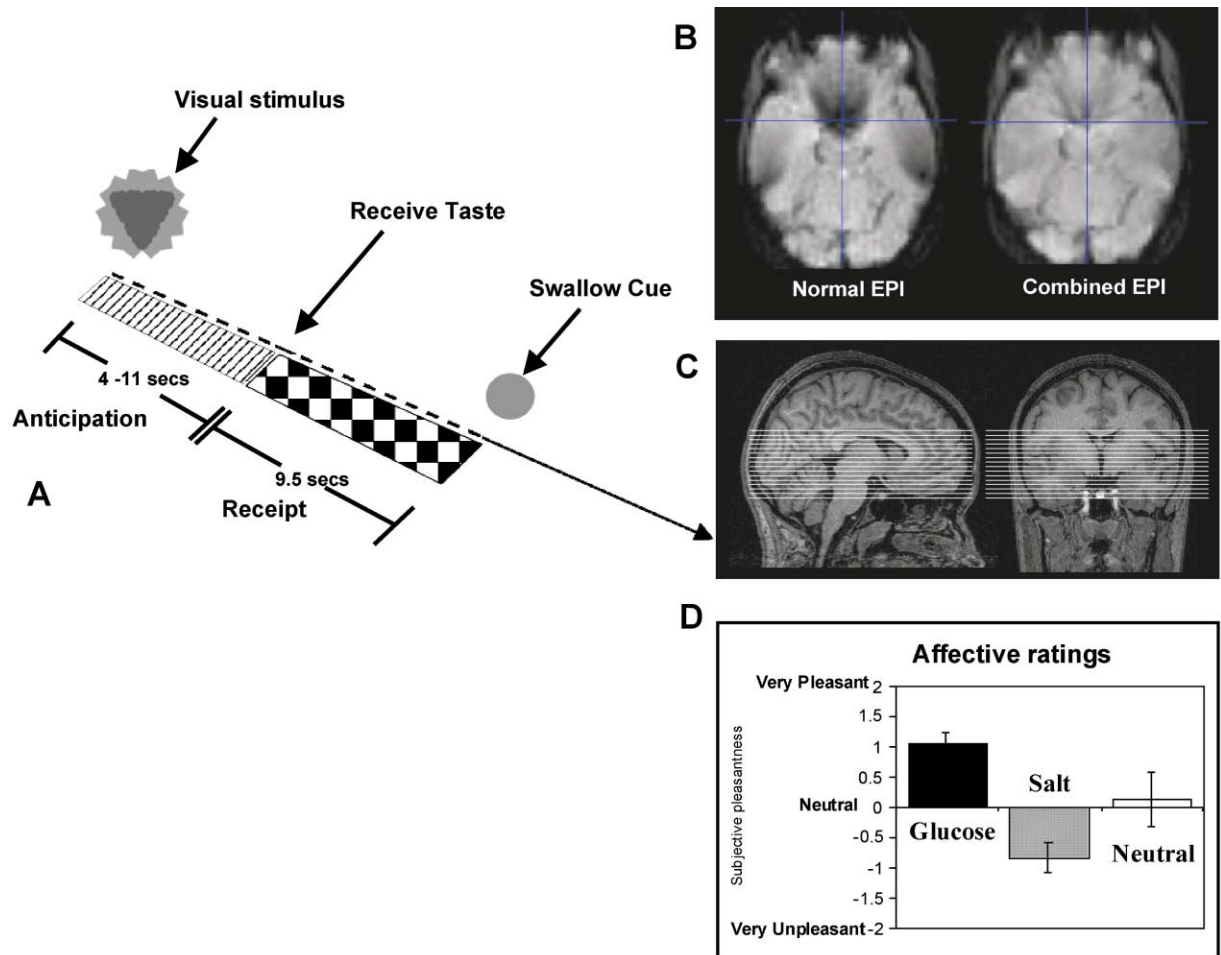 Visual stimulus
Receive Taste
Swallow Cue
4 -11 secs
Anticipation
9.5 secs
Receipt
A
B
Normal EPI
Combined EPI
C
D
Affective ratings
Very Pleasant 2
1.5
1
0.5
Neutral 0
-0.5
-1
-1.5
Very Unpleasant -2
Subjective pleasantness
Glucose
Salt
Neutral